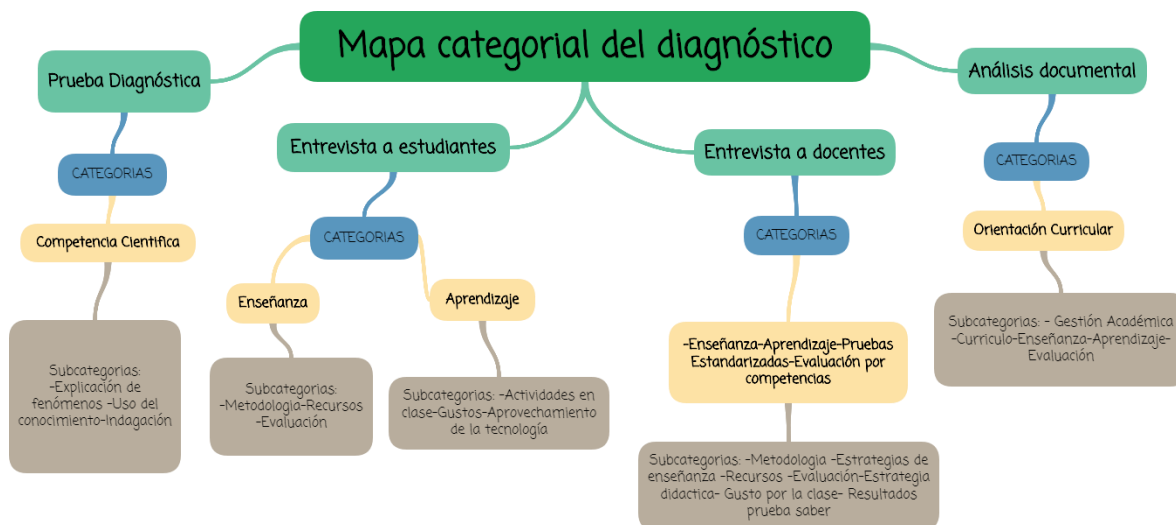 Mapa categorial del diagnóstico
Prueba Diagnóstica
CATEGORIAS
Competencia Cientifica
Subcategorias:
-Explicación de
fenómenos -Uso del
conocimiento-Indagación
Entrevista a estudiantes
CATEGORIAS
Enseñanza
Subcategorias:
-Metodologia-Recursos
-Evaluación
Aprendizaje
Subcategorias: -Actividades en
clase-Gustos-Aprovechamiento
de la tecnología
Entrevista a docentes
CATEGORIAS
-Enseñanza-Aprendizaje-Pruebas
Estandarizadas-Evaluación por
competencias
Subcategorias: -Metodologia -Estrategias de
enseñanza -Recursos -Evaluación-Estrategia
didactica- Gusto por la clase- Resultados
prueba saber
Análisis documental
CATEGORIAS
Orientación Curricular
Subcategorias: - Gestión Académica
-Curriculo-Enseñanza-Aprendizaje-
Evaluación